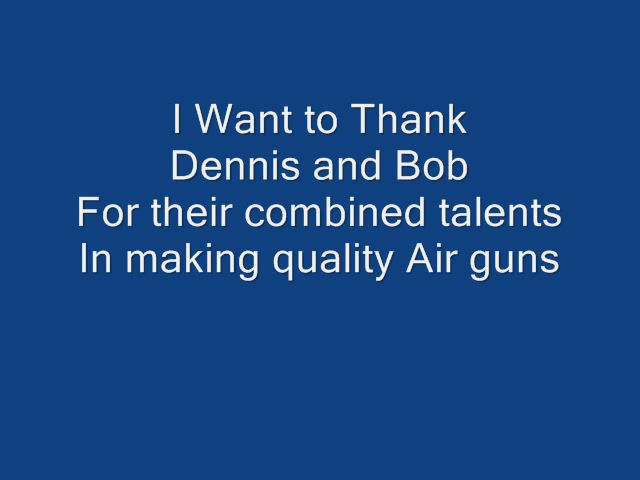 I Want to Thank
Dennis and Bob
For their combined talents
In making quality Air guns